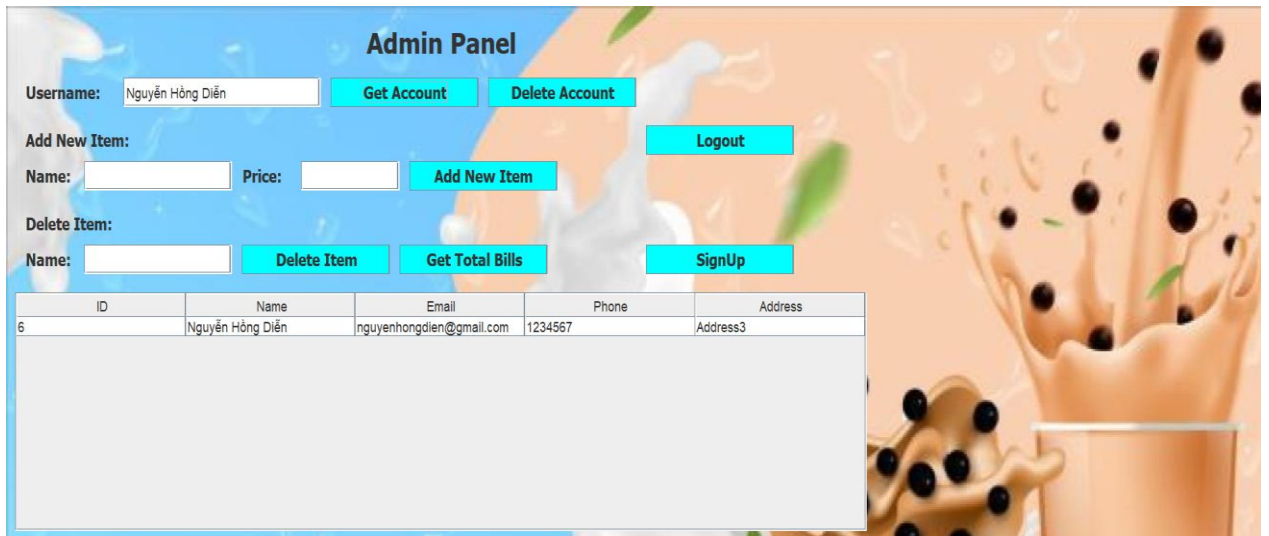 Admin Panel
Username: Nguyễn Hồng Diễn Get Account Delete Account
Add New Item: Logout
Name: Price: Add New Item
Delete Item:
Name: Delete Item Get Total Bills SignUp
ID Name Email Phone Address
6 Nguyễn Hồng Diễn nguyenhongdien@gmail.com 1234567 Address3